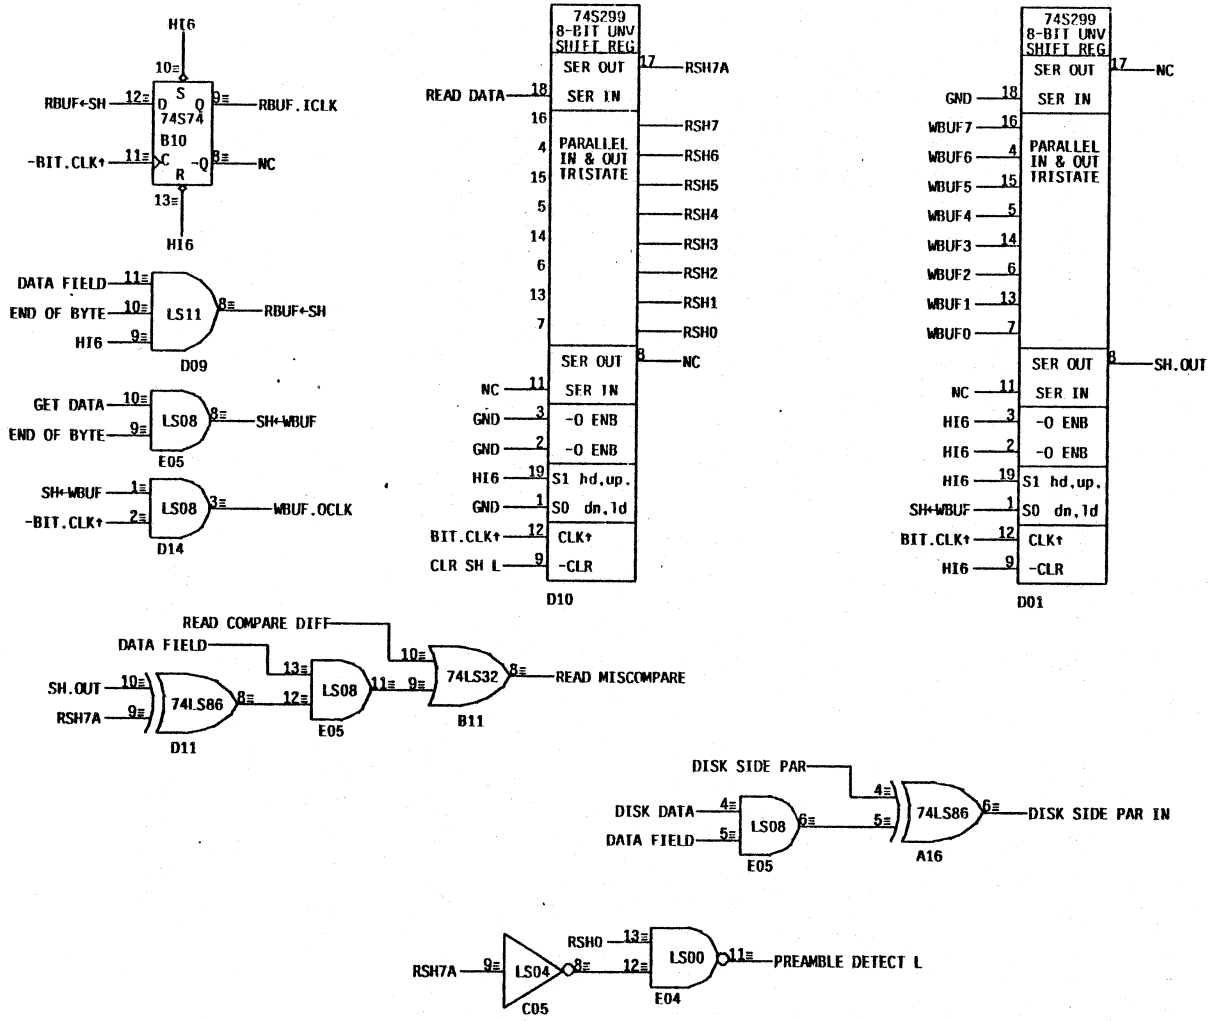 HI6
10≡
S
RBUF←SH 12≡ D Q 9≡ RBUF.ICLK
74S74
B10
-BIT.CLK↑ 11≡ C -Q 8≡ NC
R
13≡
HI6
DATA FIELD 11≡
END OF BYTE 10≡ LS11 8≡ RBUF←SH
HI6 9≡
D09
GET DATA 10≡
LS08 8≡ SH←WBUF
END OF BYTE 9≡
E05
SH←WBUF 1≡
LS08 3≡ WBUF.OCLK
-BIT.CLK↑ 2≡
D14
74S299
8-BIT UNV
SHIFT REG
SER OUT 17 RSH7A
READ DATA 18 SER IN
16 RSH7
PARALLEL
4 IN & OUT RSH6
TRISTATE
15 RSH5
5 RSH4
14 RSH3
6 RSH2
13 RSH1
7 RSH0
SER OUT 8 NC
NC 11 SER IN
GND 3 -O ENB
GND 2 -O ENB
HI6 19 S1 hd,up,
GND 1 S0 dn,ld
BIT.CLK↑ 12 CLK↑
CLR SH L 9 -CLR
D10
74S299
8-BIT UNV
SHIFT REG
SER OUT 17 NC
GND 18 SER IN
WBUF7 16
PARALLEL
WBUF6 4 IN & OUT
TRISTATE
WBUF5 15
WBUF4 5
WBUF3 14
WBUF2 6
WBUF1 13
WBUF0 7
SER OUT 8 SH.OUT
NC 11 SER IN
HI6 3 -O ENB
HI6 2 -O ENB
HI6 19 S1 hd,up,
SH←WBUF 1 S0 dn,ld
BIT.CLK↑ 12 CLK↑
HI6 9 -CLR
D01
READ COMPARE DIFF
DATA FIELD
10≡
13≡
74LS32 8≡ READ MISCOMPARE
SH.OUT 10≡
LS08 11≡ 9≡
74LS86 8≡ 12≡
RSH7A 9≡
B11
E05
D11
DISK SIDE PAR
4≡
DISK DATA 4≡
74LS86 6≡ DISK SIDE PAR IN
LS08 6≡ 5≡
DATA FIELD 5≡
A16
E05
RSH0 13≡
LS00 11≡ PREAMBLE DETECT L
RSH7A 9≡ LS04 8≡ 12≡
E04
C05